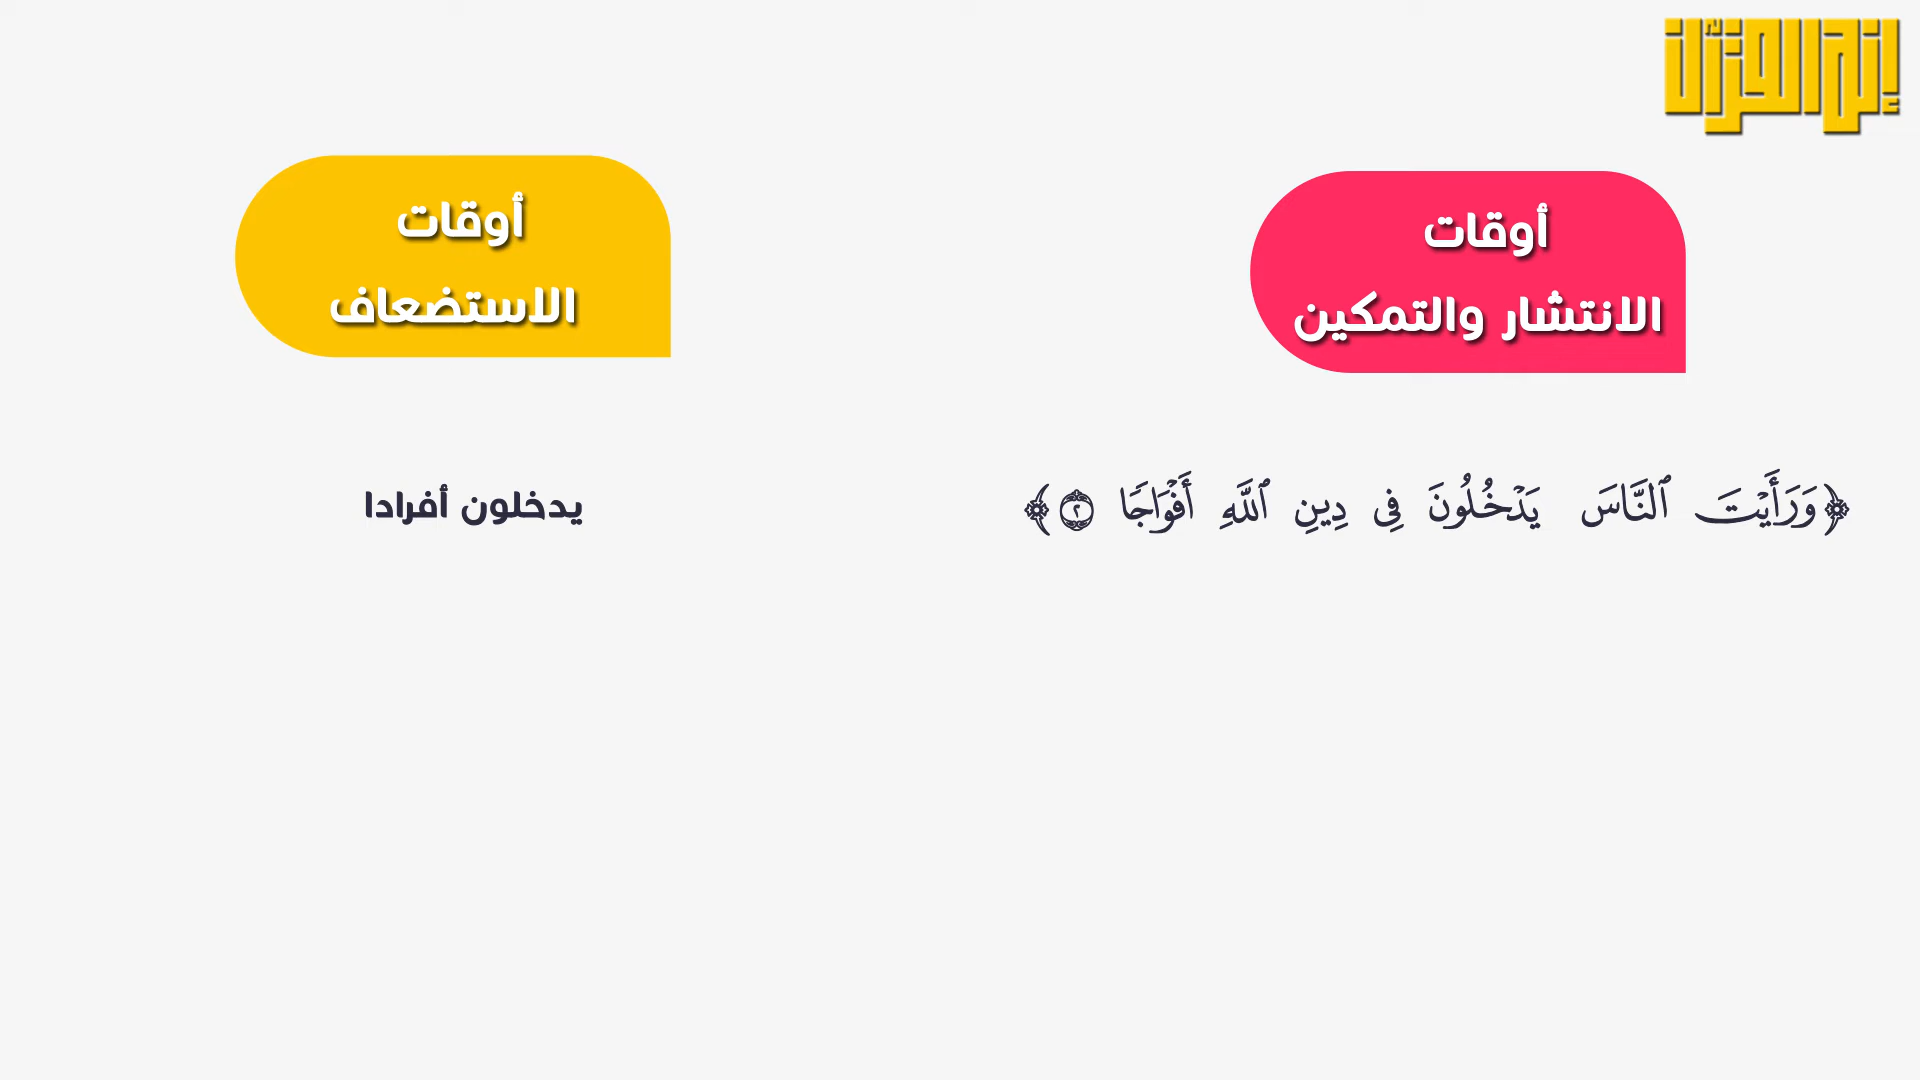 إنه القرآن
أوقات
الانتشار والتمكين
أوقات
الاستضعاف
﴿وَرَأَيْتَ ٱلنَّاسَ يَدْخُلُونَ فِى دِينِ ٱللَّهِ أَفْوَاجًا ٢﴾
يدخلون أفرادا